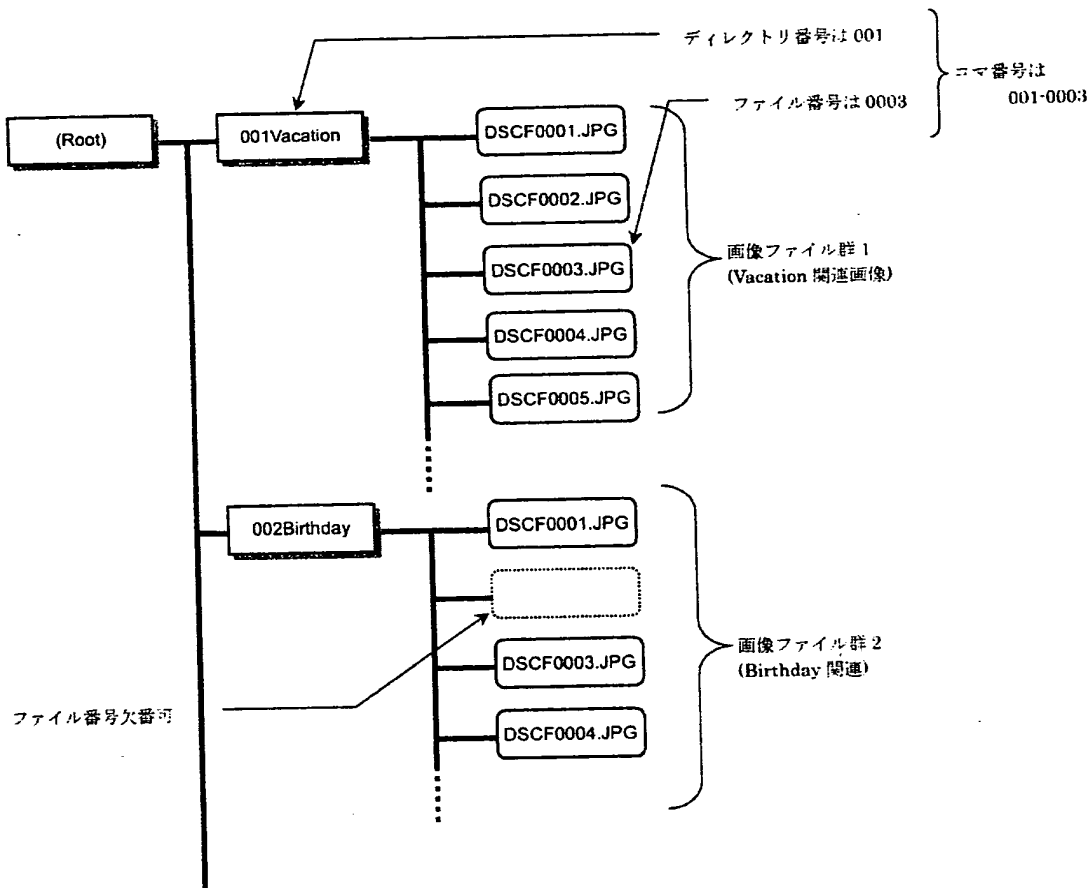 ディレクトリ番号は 001
コマ番号は
001-0003
ファイル番号は 0003
(Root)
001Vacation
DSCF0001.JPG
DSCF0002.JPG
DSCF0003.JPG
DSCF0004.JPG
DSCF0005.JPG
画像ファイル群 1
(Vacation 関連画像)
002Birthday
DSCF0001.JPG
DSCF0003.JPG
DSCF0004.JPG
画像ファイル群 2
(Birthday 関連)
ファイル番号欠番可